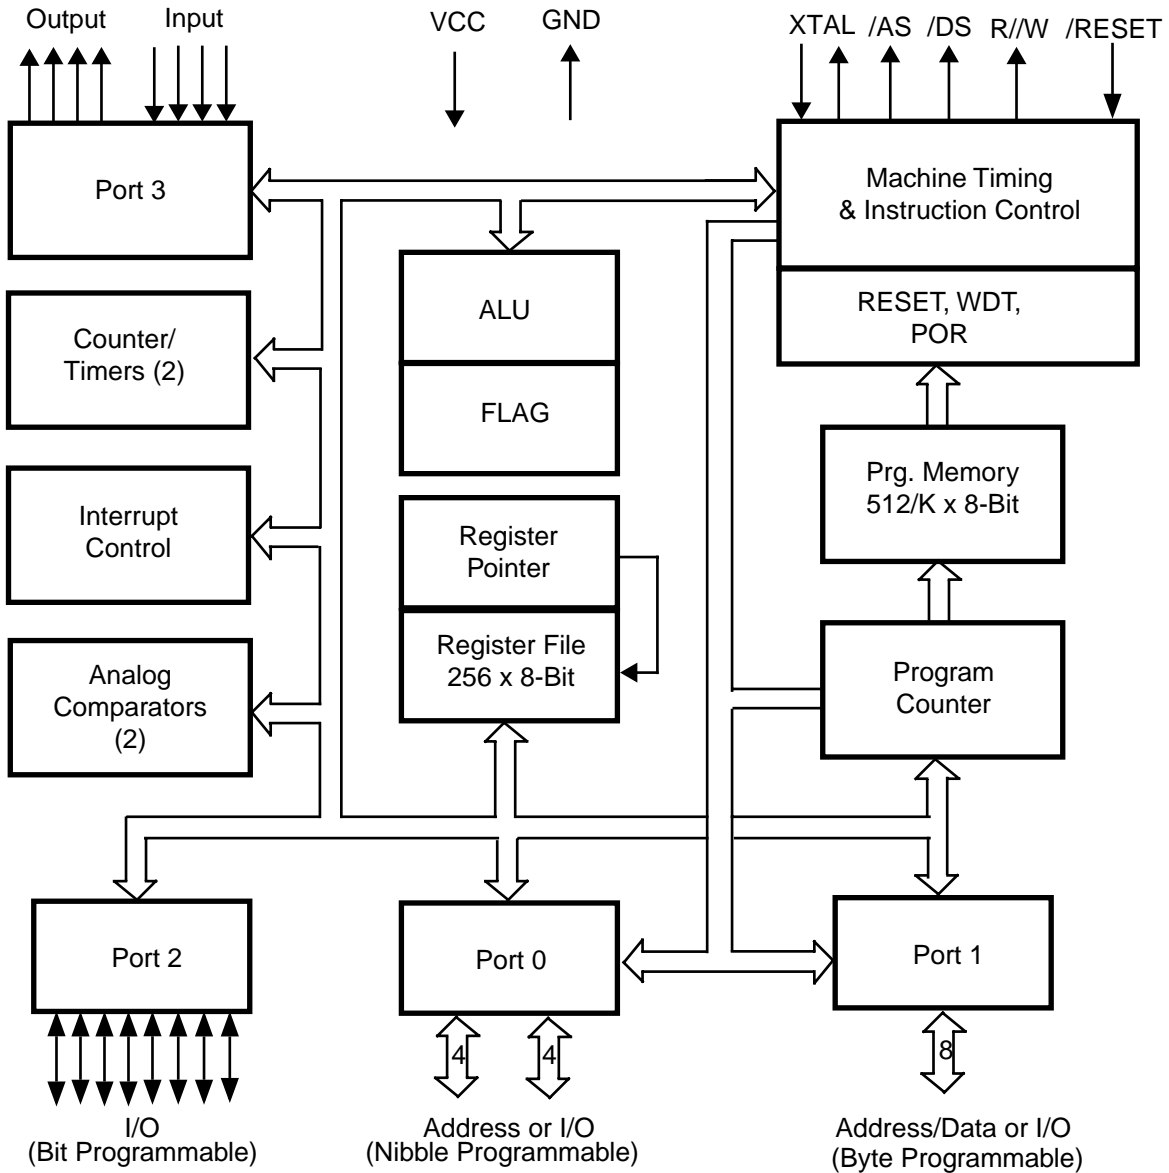 Output
Input
VCC
GND
XTAL
/AS
/DS
R//W
/RESET
Port 3
Machine Timing
& Instruction Control
RESET, WDT,
POR
Counter/
Timers (2)
ALU
FLAG
Prg. Memory
512/K x 8-Bit
Interrupt
Control
Register
Pointer
Register File
256 x 8-Bit
Analog
Comparators
(2)
Program
Counter
Port 2
Port 0
Port 1
4
4
8
I/O
(Bit Programmable)
Address or I/O
(Nibble Programmable)
Address/Data or I/O
(Byte Programmable)